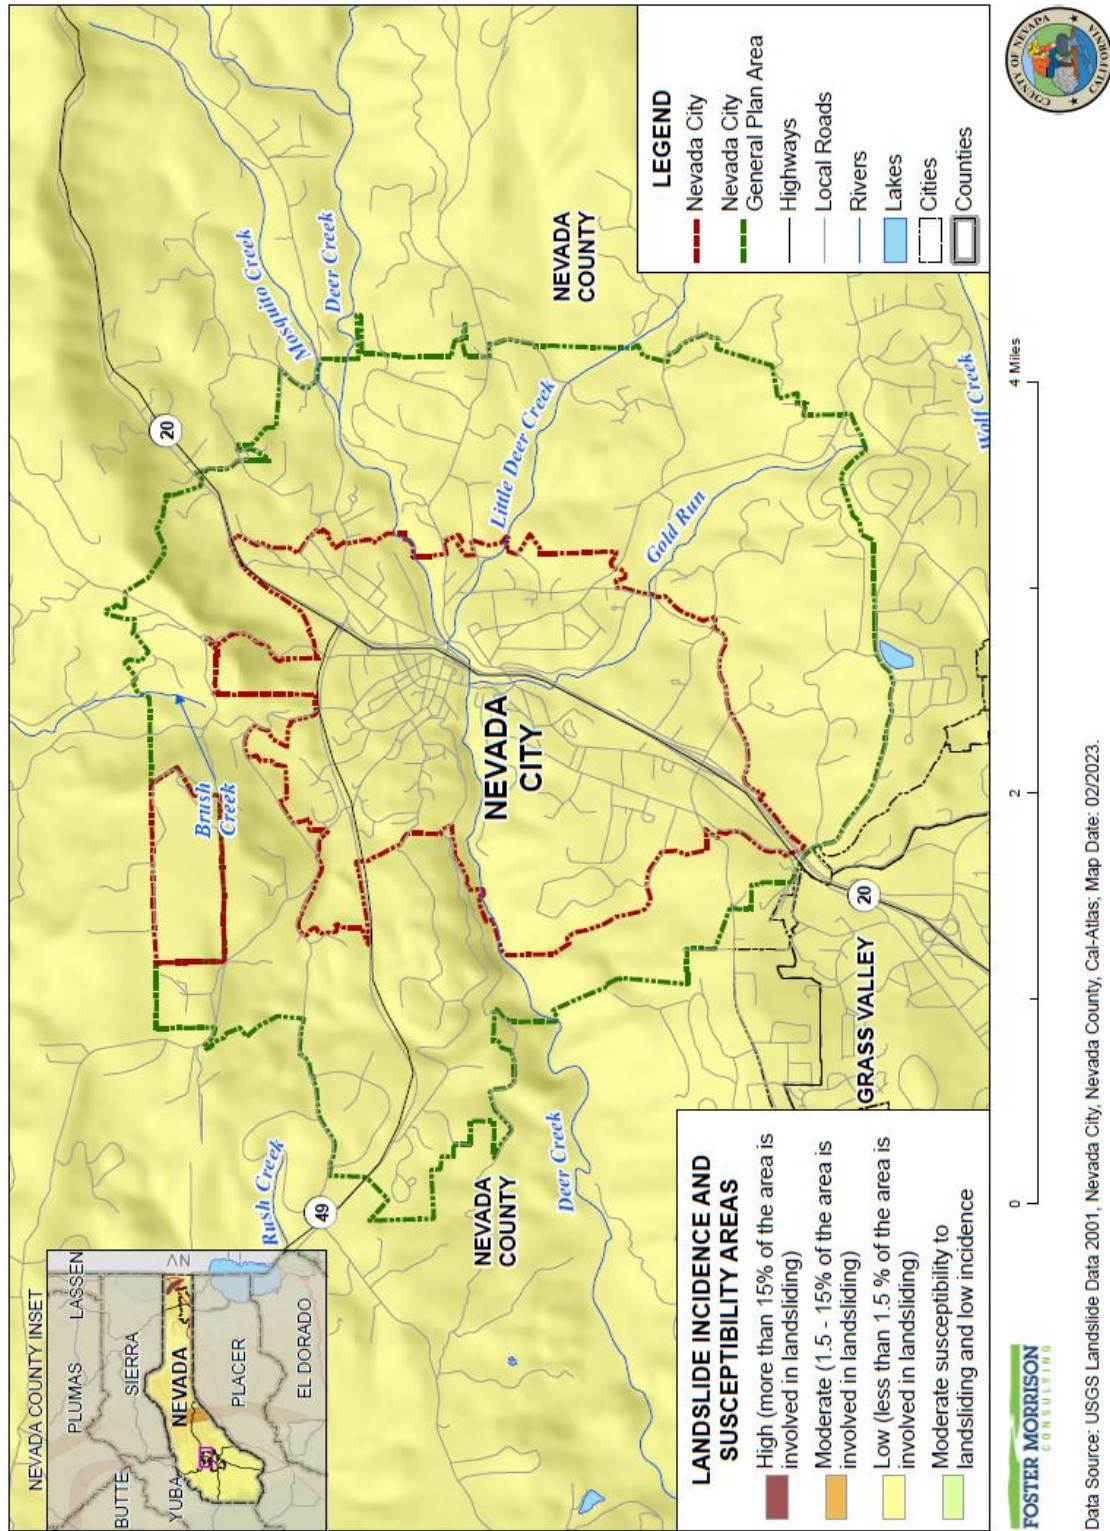 NEVADA COUNTY INSET
PLUMAS
LASSEN
BUTTE
SIERRA
YUBA
NEVADA
PLACER
EL DORADO
20
Mosquito Creek
Deer Creek
NEVADA
COUNTY
Brush
Creek
Little Deer Creek
Gold Run
NEVADA
CITY
Rush Creek
49
NEVADA
COUNTY
Deer Creek
GRASS VALLEY
20
Wolf Creek
LEGEND
Nevada City
Nevada City
General Plan Area
Highways
Local Roads
Rivers
Lakes
Cities
Counties
LANDSLIDE INCIDENCE AND
SUSCEPTIBILITY AREAS
High (more than 15% of the area is
involved in landsliding)
Moderate (1.5 - 15% of the area is
involved in landsliding)
Low (less than 1.5 % of the area is
involved in landsliding)
Moderate susceptibility to
landsliding and low incidence
0
2
4 Miles
FOSTER MORRISON
CONSULTING
COUNTY OF NEVADA
CALIFORNIA
Data Source: USGS Landslide Data 2001, Nevada City, Nevada County, Cal-Atlas; Map Date: 02/2023.